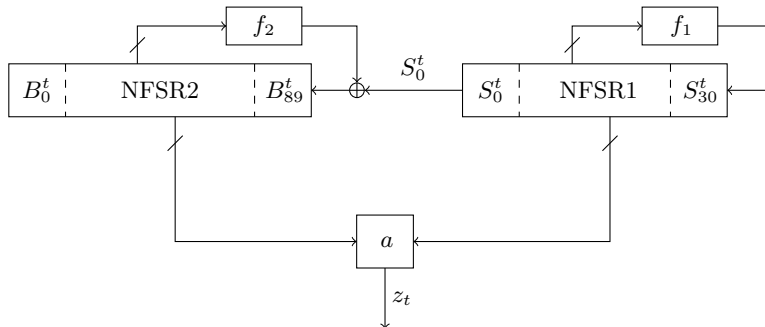 f₂ f₁
S₀ᵗ
B₀ᵗ NFSR2 B₈₉ᵗ ⊕ S₀ᵗ NFSR1 S₃₀ᵗ
a
zₜ